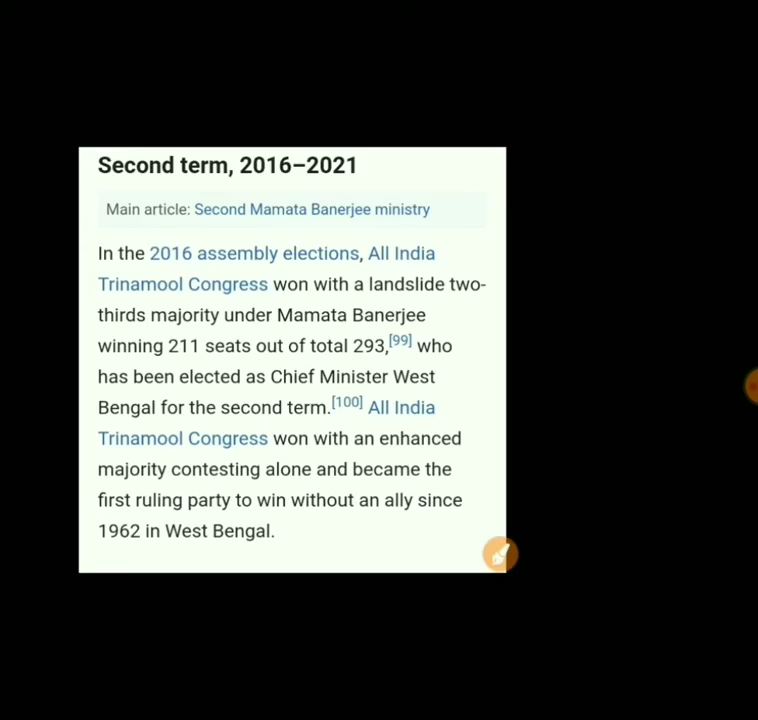 Second term, 2016–2021
Main article: Second Mamata Banerjee ministry
In the 2016 assembly elections, All India
Trinamool Congress won with a landslide two-
thirds majority under Mamata Banerjee
winning 211 seats out of total 293,[99] who
has been elected as Chief Minister West
Bengal for the second term.[100] All India
Trinamool Congress won with an enhanced
majority contesting alone and became the
first ruling party to win without an ally since
1962 in West Bengal.